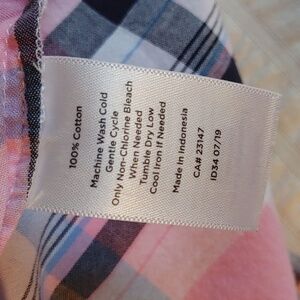 100% Cotton
Machine Wash Cold
Gentle Cycle
Only Non-Chlorine Bleach
When Needed
Tumble Dry Low
Cool Iron If Needed
Made In Indonesia
CA# 23147
ID34 07/19